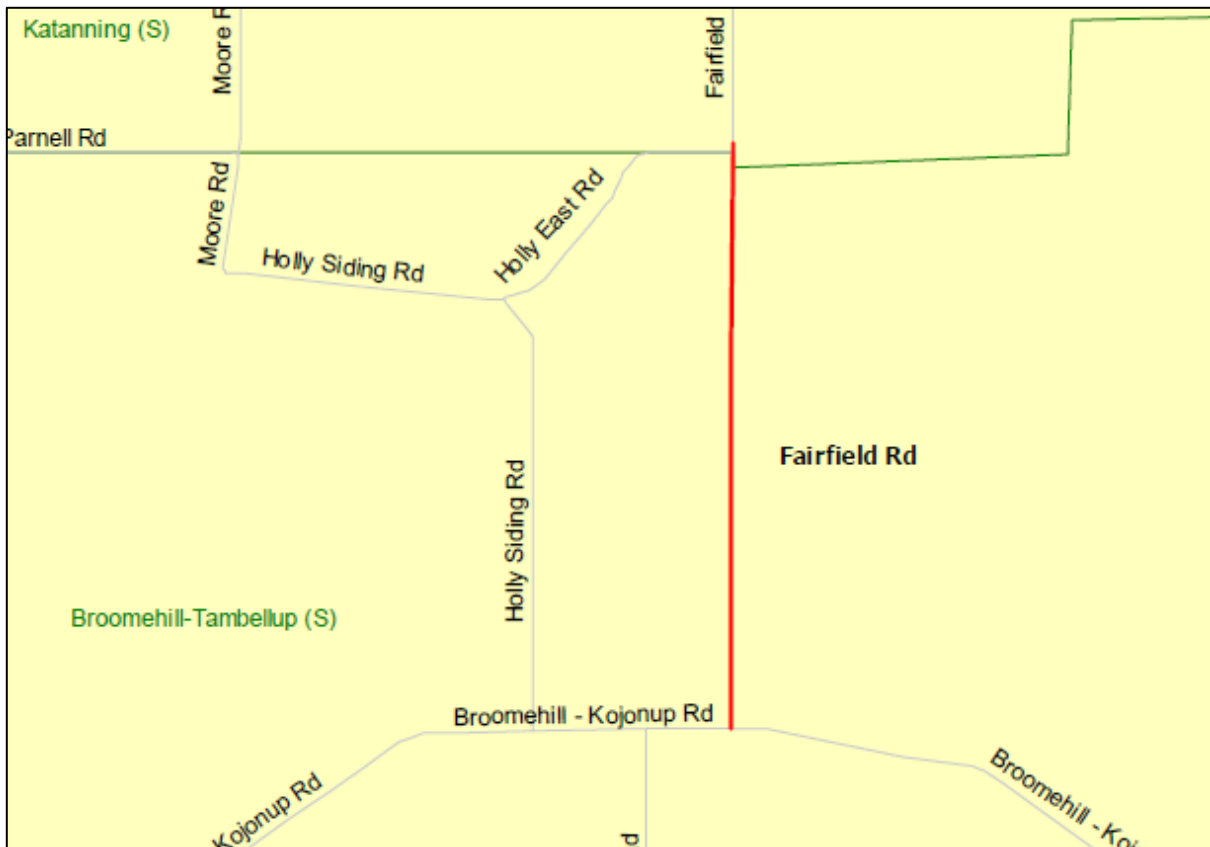 Katanning (S)
Moore R
Fairfield
Parnell Rd
Moore Rd
Holly East Rd
Holly Siding Rd
Fairfield Rd
Holly Siding Rd
Broomehill-Tambellup (S)
Broomehill - Kojonup Rd
Kojonup Rd
Broomehill - Koj
d